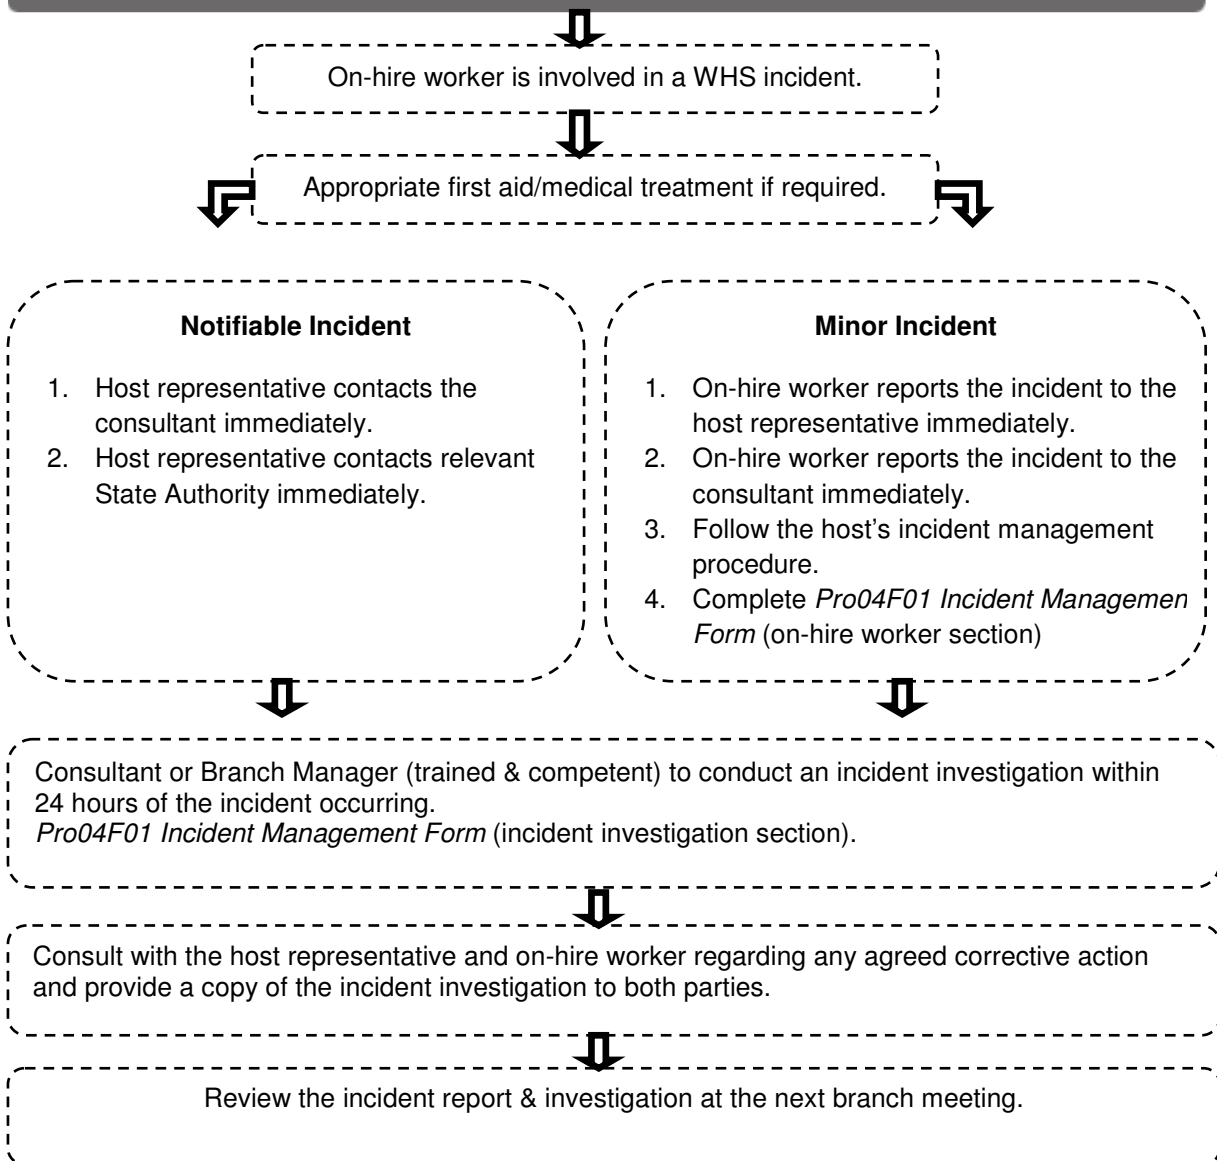 On-hire worker is involved in a WHS incident.
Appropriate first aid/medical treatment if required.
Notifiable Incident
1. Host representative contacts the
consultant immediately.
2. Host representative contacts relevant
State Authority immediately.
Minor Incident
1. On-hire worker reports the incident to the
host representative immediately.
2. On-hire worker reports the incident to the
consultant immediately.
3. Follow the host’s incident management
procedure.
4. Complete Pro04F01 Incident Managemen
Form (on-hire worker section)
Consultant or Branch Manager (trained & competent) to conduct an incident investigation within
24 hours of the incident occurring.
Pro04F01 Incident Management Form (incident investigation section).
Consult with the host representative and on-hire worker regarding any agreed corrective action
and provide a copy of the incident investigation to both parties.
Review the incident report & investigation at the next branch meeting.